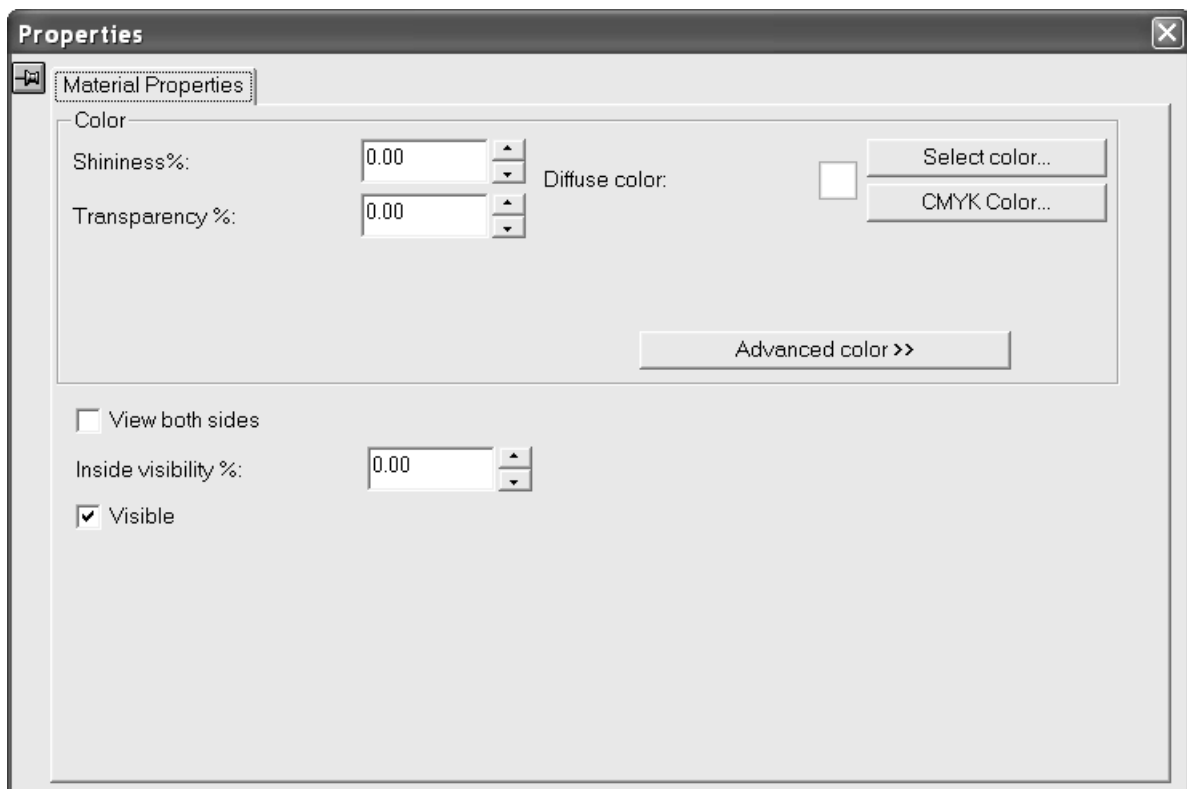 Properties
Material Properties
Color
Shininess%:
0.00
Diffuse color:
Select color...
CMYK Color...
Transparency %:
0.00
Advanced color >>
View both sides
Inside visibility %:
0.00
Visible